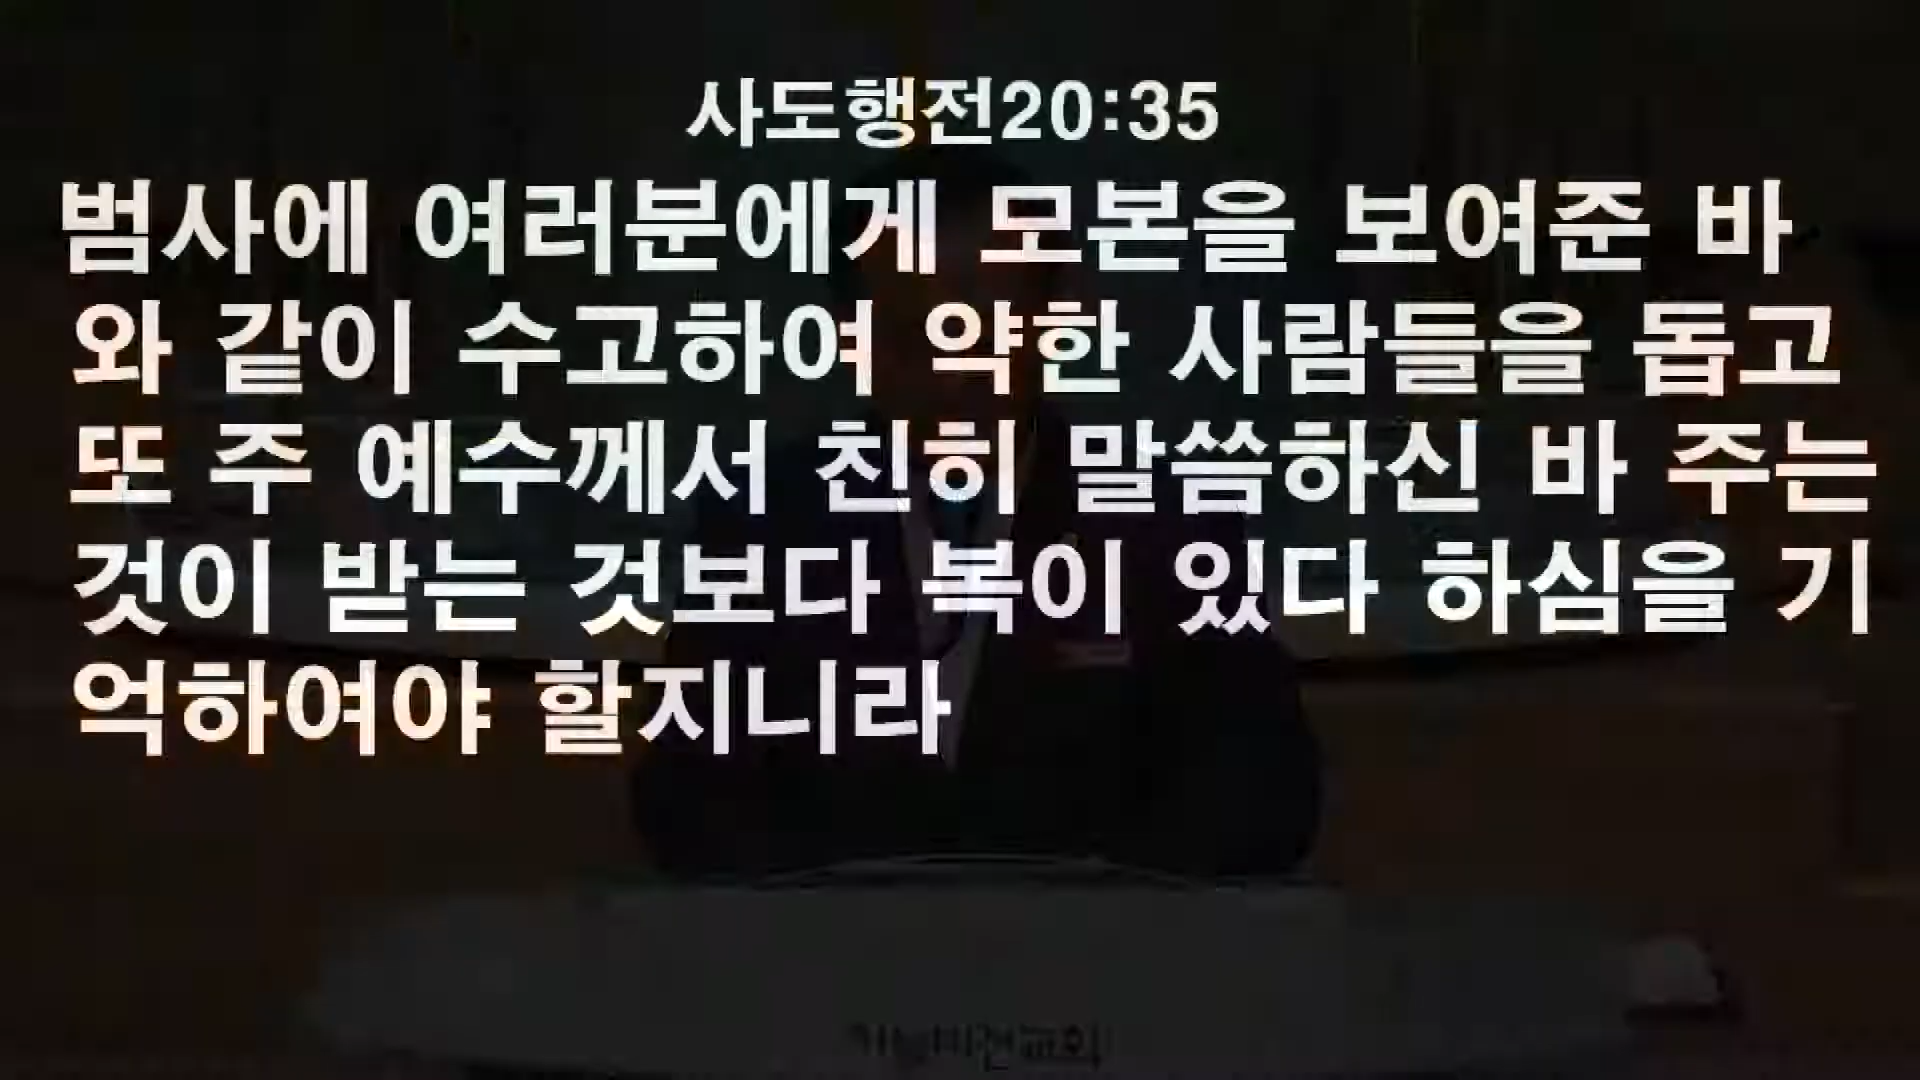 사도행전20:35
범사에 여러분에게 모본을 보여준 바
와 같이 수고하여 약한 사람들을 돕고
또 주 예수께서 친히 말씀하신 바 주는
것이 받는 것보다 복이 있다 하심을 기
억하여야 할지니라